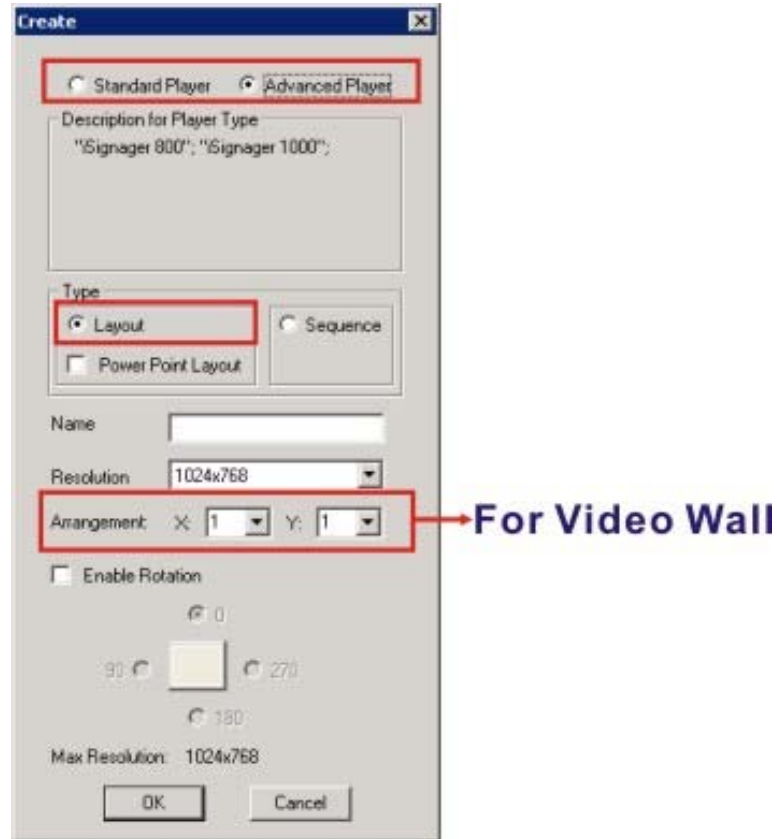 Create
Standard Player Advanced Player
Description for Player Type
"iSignager 800"; "iSignager 1000";
Type
Layout Sequence
Power Point Layout
Name
Resolution 1024x768
Arrangement: X: 1 Y: 1 For Video Wall
Enable Rotation
0
90 270
180
Max Resolution: 1024x768
OK Cancel